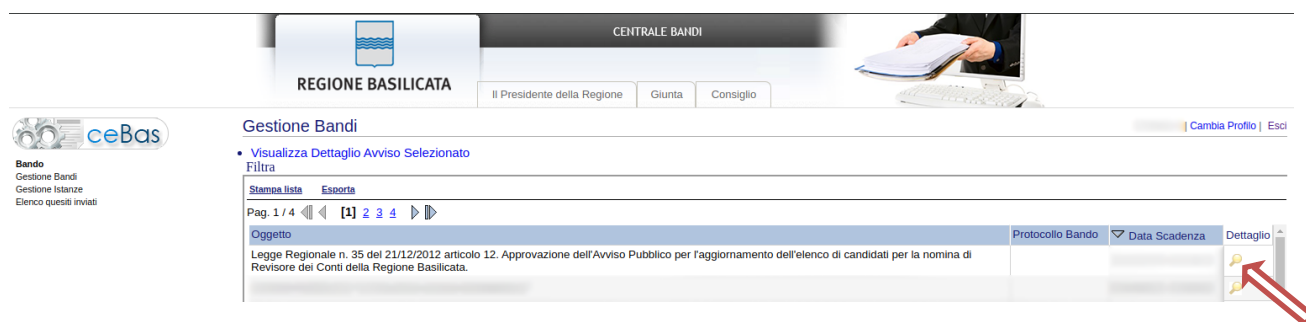 CENTRALE BANDI
REGIONE BASILICATA
Il Presidente della Regione Giunta Consiglio
ceBas
Gestione Bandi
| Cambia Profilo | Esci
Bando
Gestione Bandi
Gestione Istanze
Elenco quesiti inviati
Visualizza Dettaglio Avviso Selezionato
Filtra
Stampa lista Esporta
Pag. 1 / 4 [1] 2 3 4
Oggetto Protocollo Bando Data Scadenza Dettaglio
Legge Regionale n. 35 del 21/12/2012 articolo 12. Approvazione dell'Avviso Pubblico per l'aggiornamento dell'elenco di candidati per la nomina di
Revisore dei Conti della Regione Basilicata.